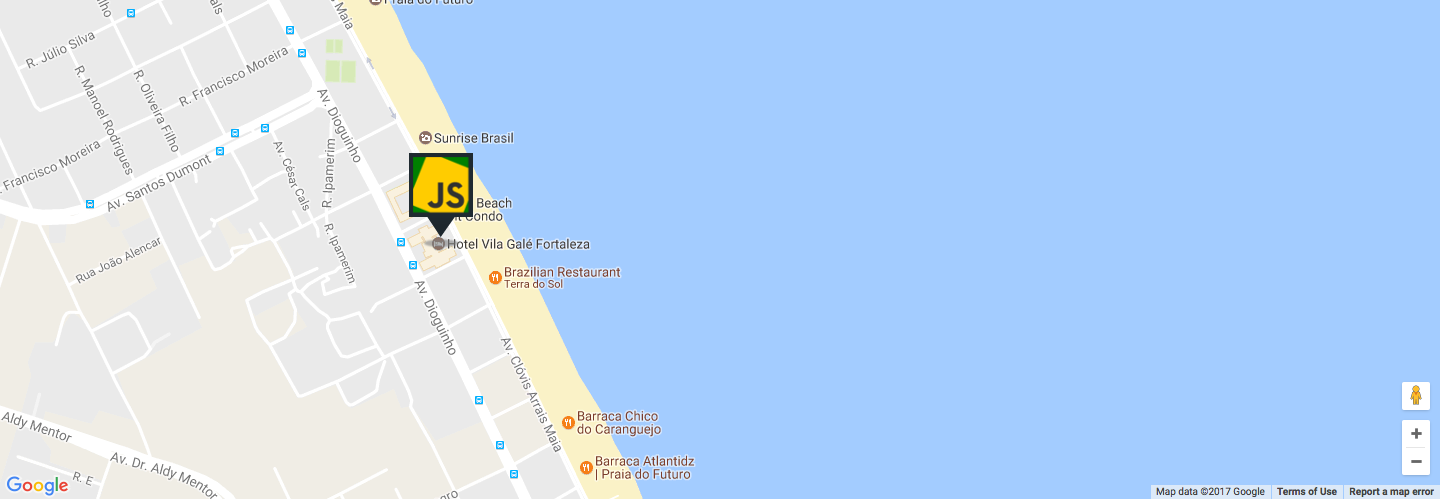 Praia do Futuro
Maia
R. Júlio Silva
R. Francisco Moreira
R. Manoel Rodrigues
R. Oliveira Filho
Av. Dioguinho
Sunrise Brasil
Francisco Moreira
Av. César Cals
R. Ipamerim
Av. Santos Dumont
JS
Beach
Condo
R. Ipamerim
Rua João Alencar
Hotel Vila Galé Fortaleza
Brazilian Restaurant
Terra do Sol
Av. Dioguinho
Av. Clóvis Arrais Maia
Barraca Chico
do Caranguejo
Aldy Mentor
Av. Dr. Aldy Mentor
Barraca Atlantidz
| Praia do Futuro
R. E
Google
Map data ©2017 Google
Terms of Use
Report a map error